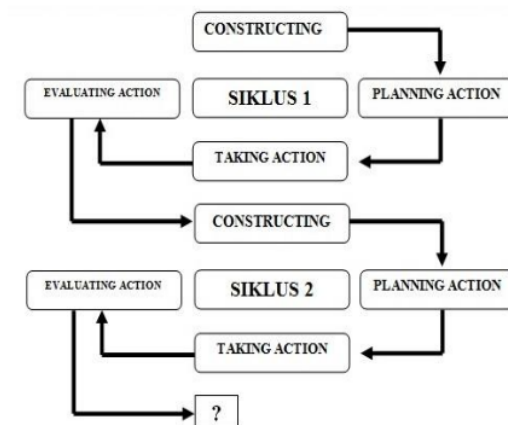 CONSTRUCTING
EVALUATING ACTION
SIKLUS 1
PLANNING ACTION
TAKING ACTION
CONSTRUCTING
EVALUATING ACTION
SIKLUS 2
PLANNING ACTION
TAKING ACTION
?